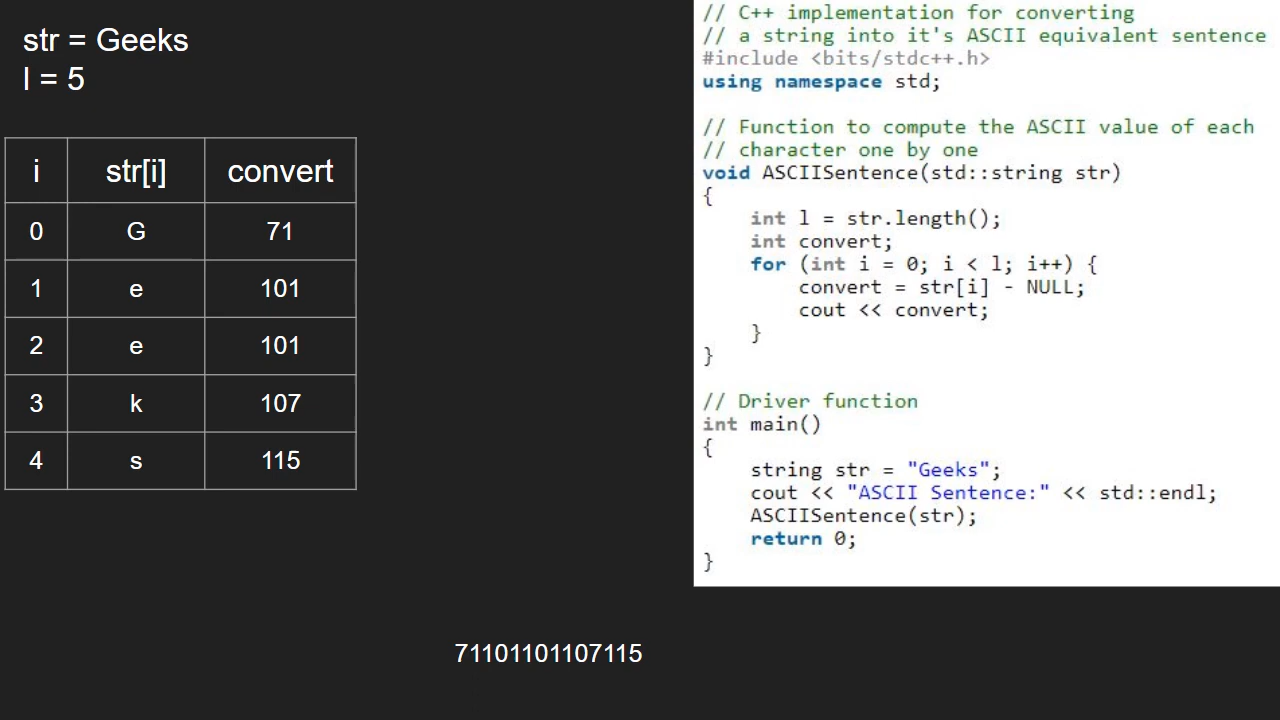 str = Geeks
l = 5
i str[i] convert
0 G 71
1 e 101
2 e 101
3 k 107
4 s 115
// C++ implementation for converting
// a string into it's ASCII equivalent sentence
#include <bits/stdc++.h>
using namespace std;
// Function to compute the ASCII value of each
// character one by one
void ASCIISentence(std::string str)
{
    int l = str.length();
    int convert;
    for (int i = 0; i < l; i++) {
        convert = str[i] - NULL;
        cout << convert;
    }
}
// Driver function
int main()
{
    string str = "Geeks";
    cout << "ASCII Sentence:" << std::endl;
    ASCIISentence(str);
    return 0;
}
71101101107115